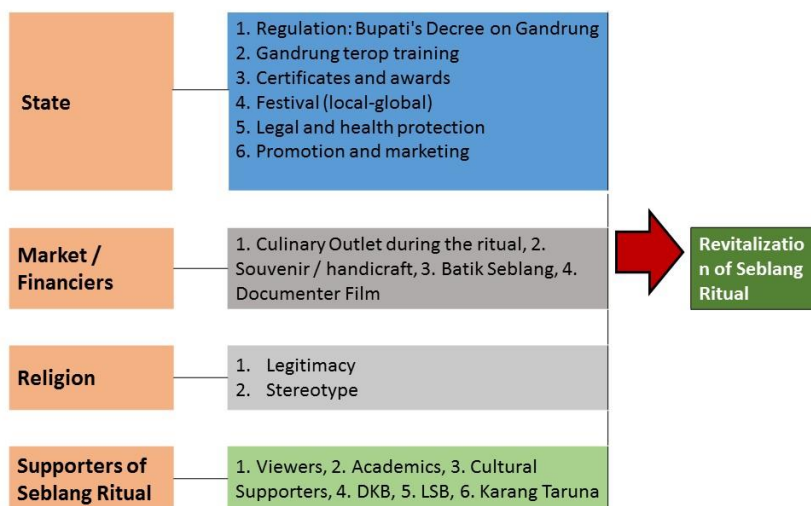 State
1. Regulation: Bupati's Decree on Gandrung
2. Gandrung terop training
3. Certificates and awards
4. Festival (local-global)
5. Legal and health protection
6. Promotion and marketing
Market /
Financiers
1. Culinary Outlet during the ritual, 2.
Souvenir / handicraft, 3. Batik Seblang, 4.
Documenter Film
Religion
1. Legitimacy
2. Stereotype
Supporters of
Seblang Ritual
1. Viewers, 2. Academics, 3. Cultural
Supporters, 4. DKB, 5. LSB, 6. Karang Taruna
Revitalizatio
n of Seblang
Ritual